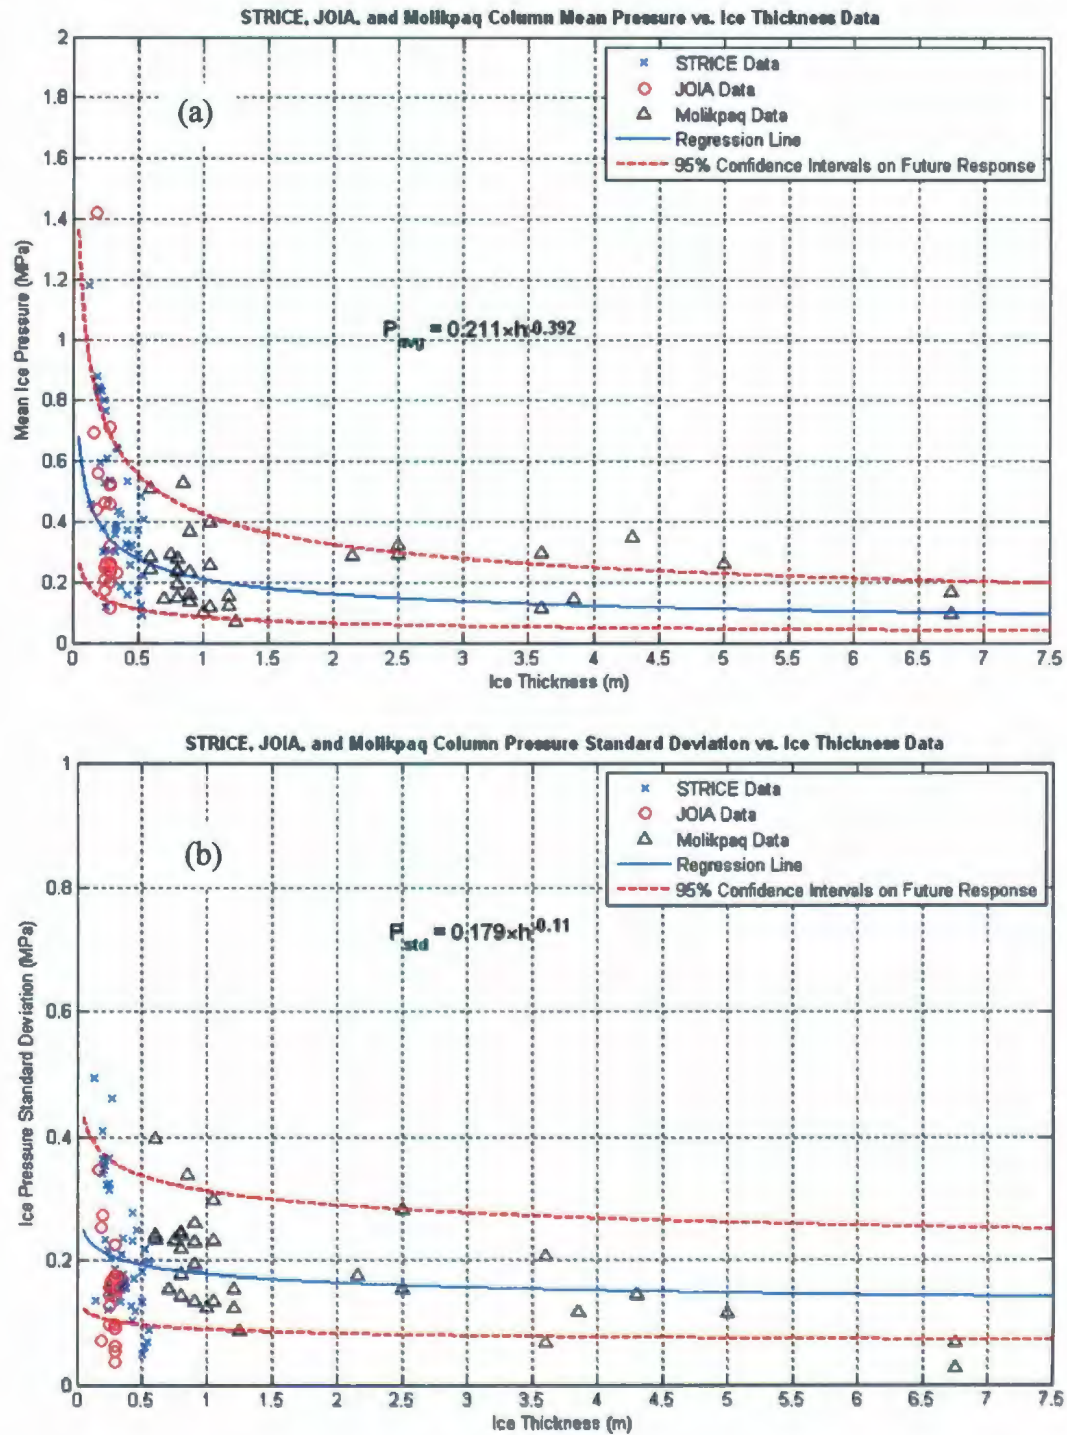 STRICE, JOIA, and Molikpaq Column Mean Pressure vs. Ice Thickness Data
2
1.8
1.6
1.4
1.2
1
0.8
0.6
0.4
0.2
0
Mean Ice Pressure (MPa)
(a)
STRICE Data
JOIA Data
Molikpaq Data
Regression Line
95% Confidence Intervals on Future Response
P_avg = 0.211×h^-0.392
0 0.5 1 1.5 2 2.5 3 3.5 4 4.5 5 5.5 6 6.5 7 7.5
Ice Thickness (m)
STRICE, JOIA, and Molikpaq Column Pressure Standard Deviation vs. Ice Thickness Data
1
0.8
0.6
0.4
0.2
0
Ice Pressure Standard Deviation (MPa)
(b)
STRICE Data
JOIA Data
Molikpaq Data
Regression Line
95% Confidence Intervals on Future Response
P_std = 0.179×h^-0.11
0 0.5 1 1.5 2 2.5 3 3.5 4 4.5 5 5.5 6 6.5 7 7.5
Ice Thickness (m)